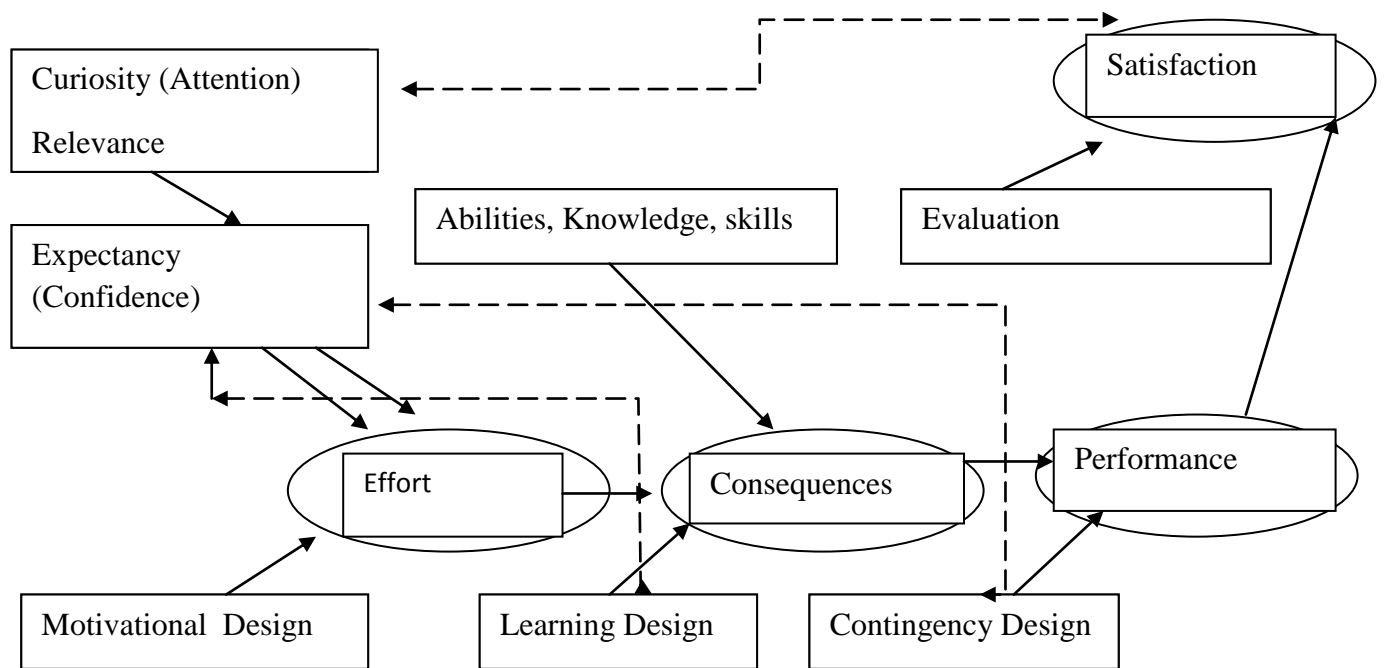 Curiosity (Attention)
Relevance
Satisfaction
Abilities, Knowledge, skills
Evaluation
Expectancy
(Confidence)
Effort
Consequences
Performance
Motivational  Design
Learning Design
Contingency Design